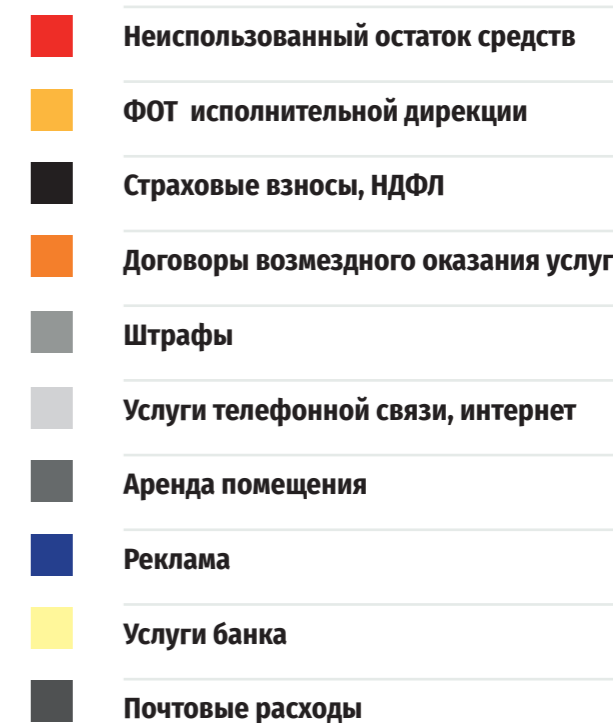 Неиспользованный остаток средств
ФОТ исполнительной дирекции
Страховые взносы, НДФЛ
Договоры возмездного оказания услуг
Штрафы
Услуги телефонной связи, интернет
Аренда помещения
Реклама
Услуги банка
Почтовые расходы